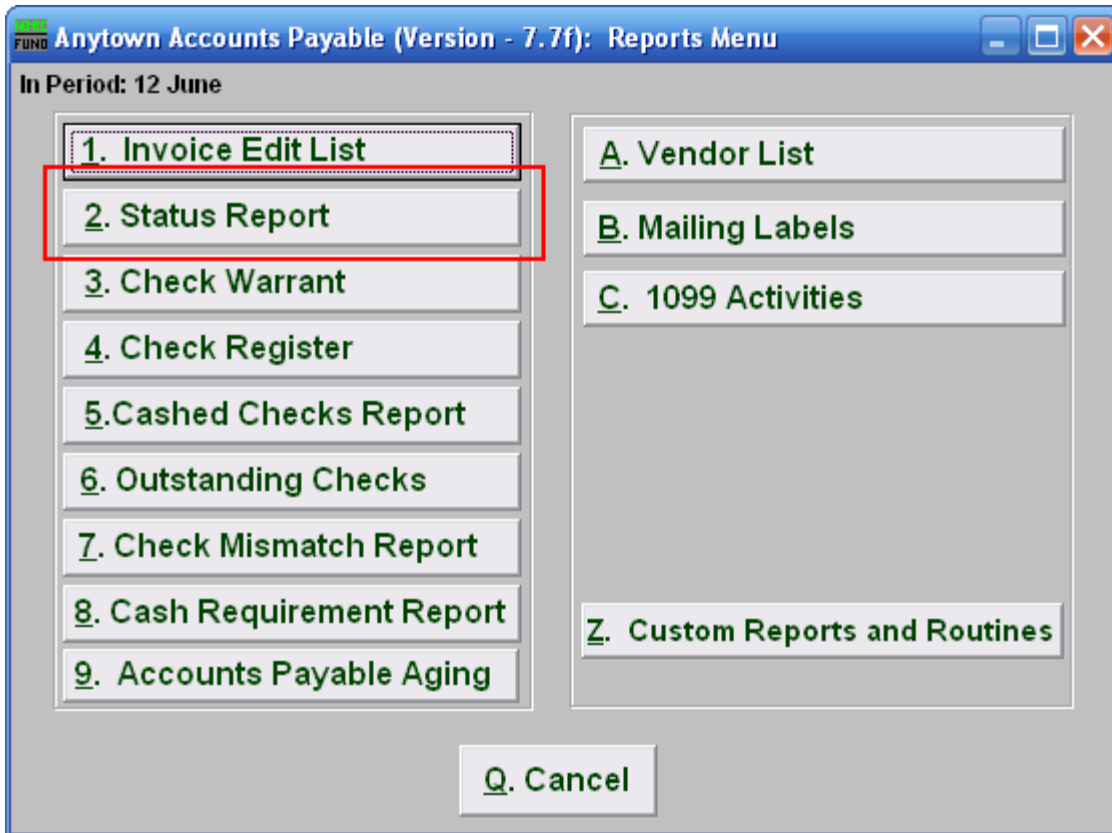 FUND Anytown Accounts Payable (Version - 7.7f): Reports Menu
In Period: 12 June
1. Invoice Edit List
2. Status Report
3. Check Warrant
4. Check Register
5.Cashed Checks Report
6. Outstanding Checks
7. Check Mismatch Report
8. Cash Requirement Report
9. Accounts Payable Aging
A. Vendor List
B. Mailing Labels
C. 1099 Activities
Z. Custom Reports and Routines
Q. Cancel